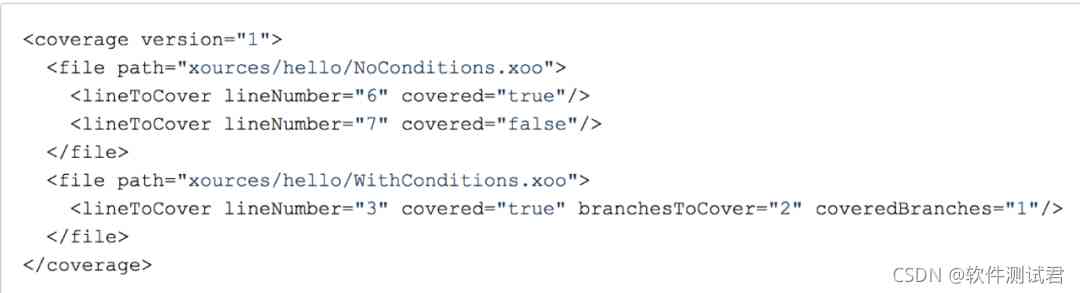 <coverage version="1">
  <file path="xources/hello/NoConditions.xoo">
    <lineToCover lineNumber="6" covered="true"/>
    <lineToCover lineNumber="7" covered="false"/>
  </file>
  <file path="xources/hello/WithConditions.xoo">
    <lineToCover lineNumber="3" covered="true" branchesToCover="2" coveredBranches="1"/>
  </file>
</coverage>
CSDN @软件测试君